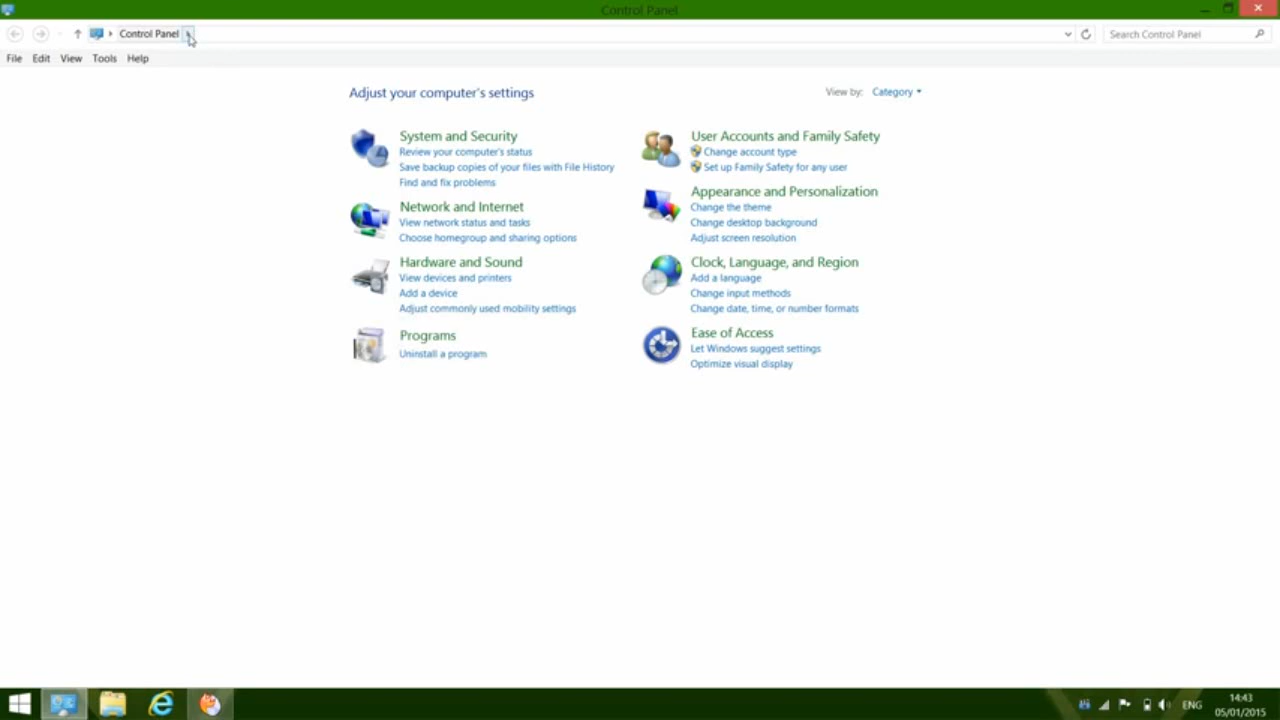 Control Panel
Control Panel
Search Control Panel
File Edit View Tools Help
Adjust your computer's settings
View by: Category
System and Security
Review your computer's status
Save backup copies of your files with File History
Find and fix problems
Network and Internet
View network status and tasks
Choose homegroup and sharing options
Hardware and Sound
View devices and printers
Add a device
Adjust commonly used mobility settings
Programs
Uninstall a program
User Accounts and Family Safety
Change account type
Set up Family Safety for any user
Appearance and Personalization
Change the theme
Change desktop background
Adjust screen resolution
Clock, Language, and Region
Add a language
Change input methods
Change date, time, or number formats
Ease of Access
Let Windows suggest settings
Optimize visual display
ENG
14:43
05/01/2015